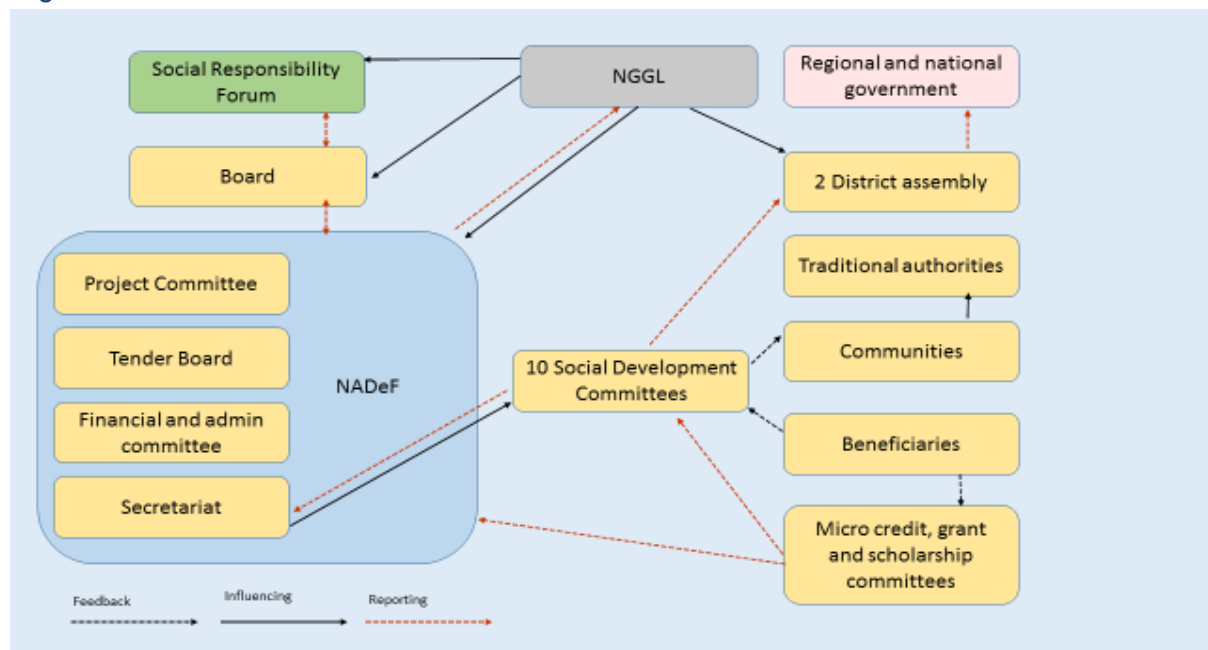 Social Responsibility
Forum
NGGL
Regional and national
government
Board
2 District assembly
Project Committee
Traditional authorities
Tender Board
NADeF
10 Social Development
Committees
Communities
Financial and admin
committee
Beneficiaries
Secretariat
Micro credit, grant
and scholarship
committees
Feedback
Influencing
Reporting